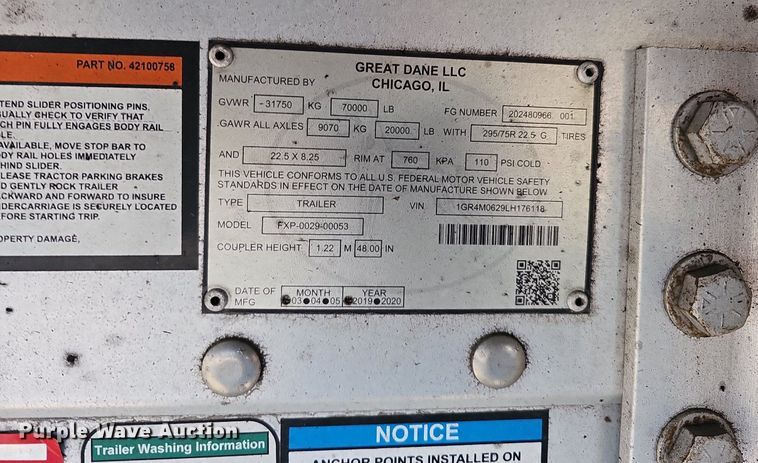 PART NO. 42100756
TEND SLIDER POSITIONING PINS,
UALLY CHECK TO VERIFY THAT
CH PIN FULLY ENGAGES BODY RAIL
LE.
AVAILABLE, MOVE STOP BAR TO
DY RAIL HOLES IMMEDIATELY
HIND SLIDER.
LEASE TRACTOR PARKING BRAKES
D GENTLY ROCK TRAILER
CKWARD AND FORWARD TO INSURE
DERCARRIAGE IS SECURELY LOCATED
EFORE STARTING TRIP.
OPERTY DAMAGE,
MANUFACTURED BY GREAT DANE LLC
CHICAGO, IL
GVWR 31750 KG 70000 LB FG NUMBER 202480966 001
GAWR ALL AXLES 9070 KG 20000 LB WITH 295/75R 22.5 G TIRES
AND 22.5 X 8.25 RIM AT 760 KPA 110 PSI COLD
THIS VEHICLE CONFORMS TO ALL U.S. FEDERAL MOTOR VEHICLE SAFETY
STANDARDS IN EFFECT ON THE DATE OF MANUFACTURE SHOWN BELOW
TYPE TRAILER VIN 1GR4M0629LH176118
MODEL FXP-0029-00053
COUPLER HEIGHT 1.22 M 48.00 IN
DATE OF MFG MONTH YEAR
03 04 05 2019 2020
Purple Wave Auction
Trailer Washing Information
NOTICE
ANCHOR POINTS INSTALLED ON